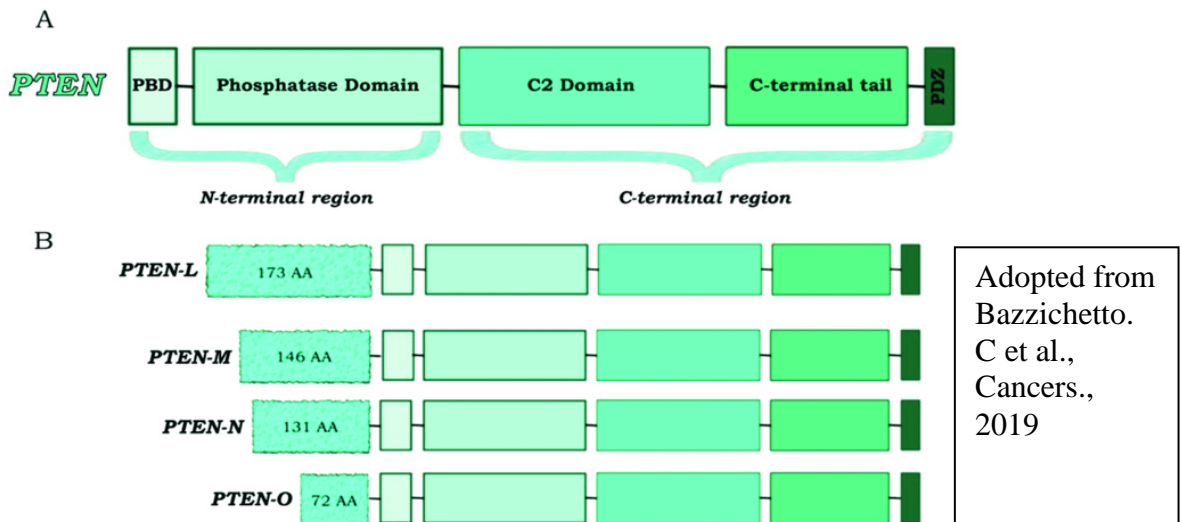 A
PTEN
PBD
Phosphatase Domain
C2 Domain
C-terminal tail
PDZ
N-terminal region
C-terminal region
B
PTEN-L
173 AA
PTEN-M
146 AA
PTEN-N
131 AA
PTEN-O
72 AA
Adopted from
Bazzichetto.
C et al.,
Cancers.,
2019